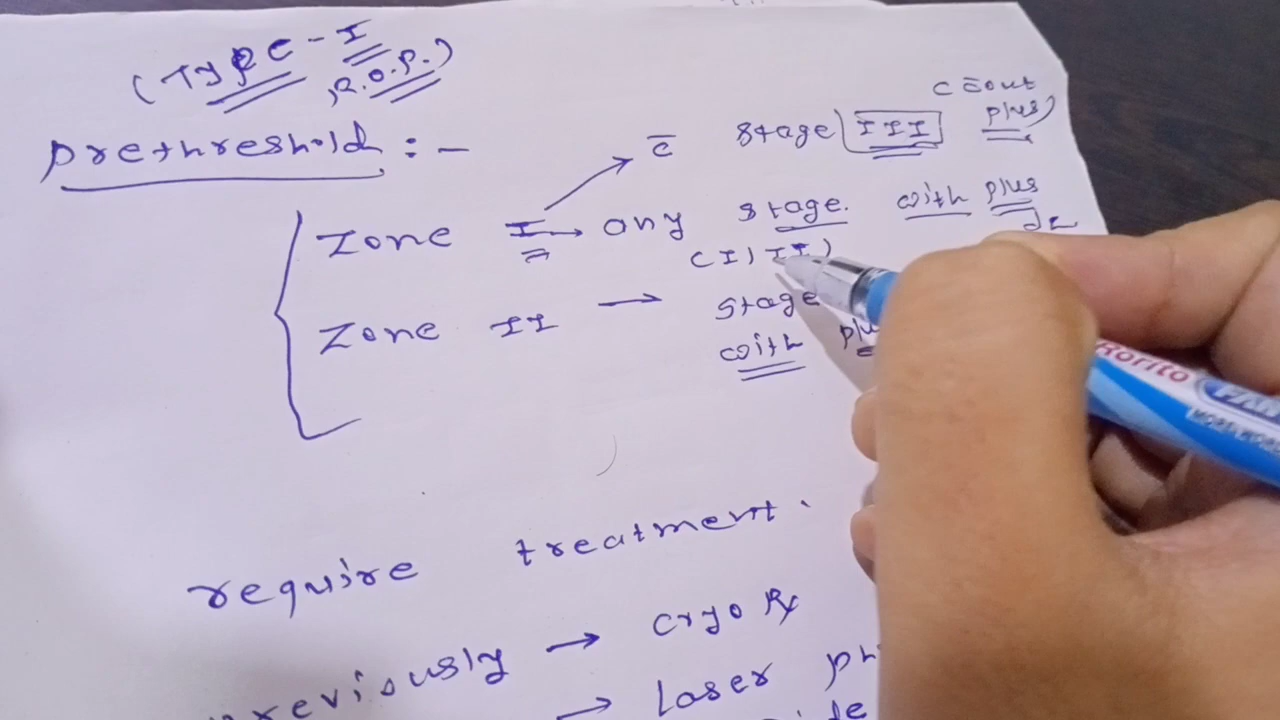 (Type-I
R.O.P.)
c̄out
plus)
prethreshold :-
c̄ stage III
Zone I → any stage. with plus
(I, II)
Zone II → stage
with
require treatment.
previously → cryo Rx
→ Laser
Rorito